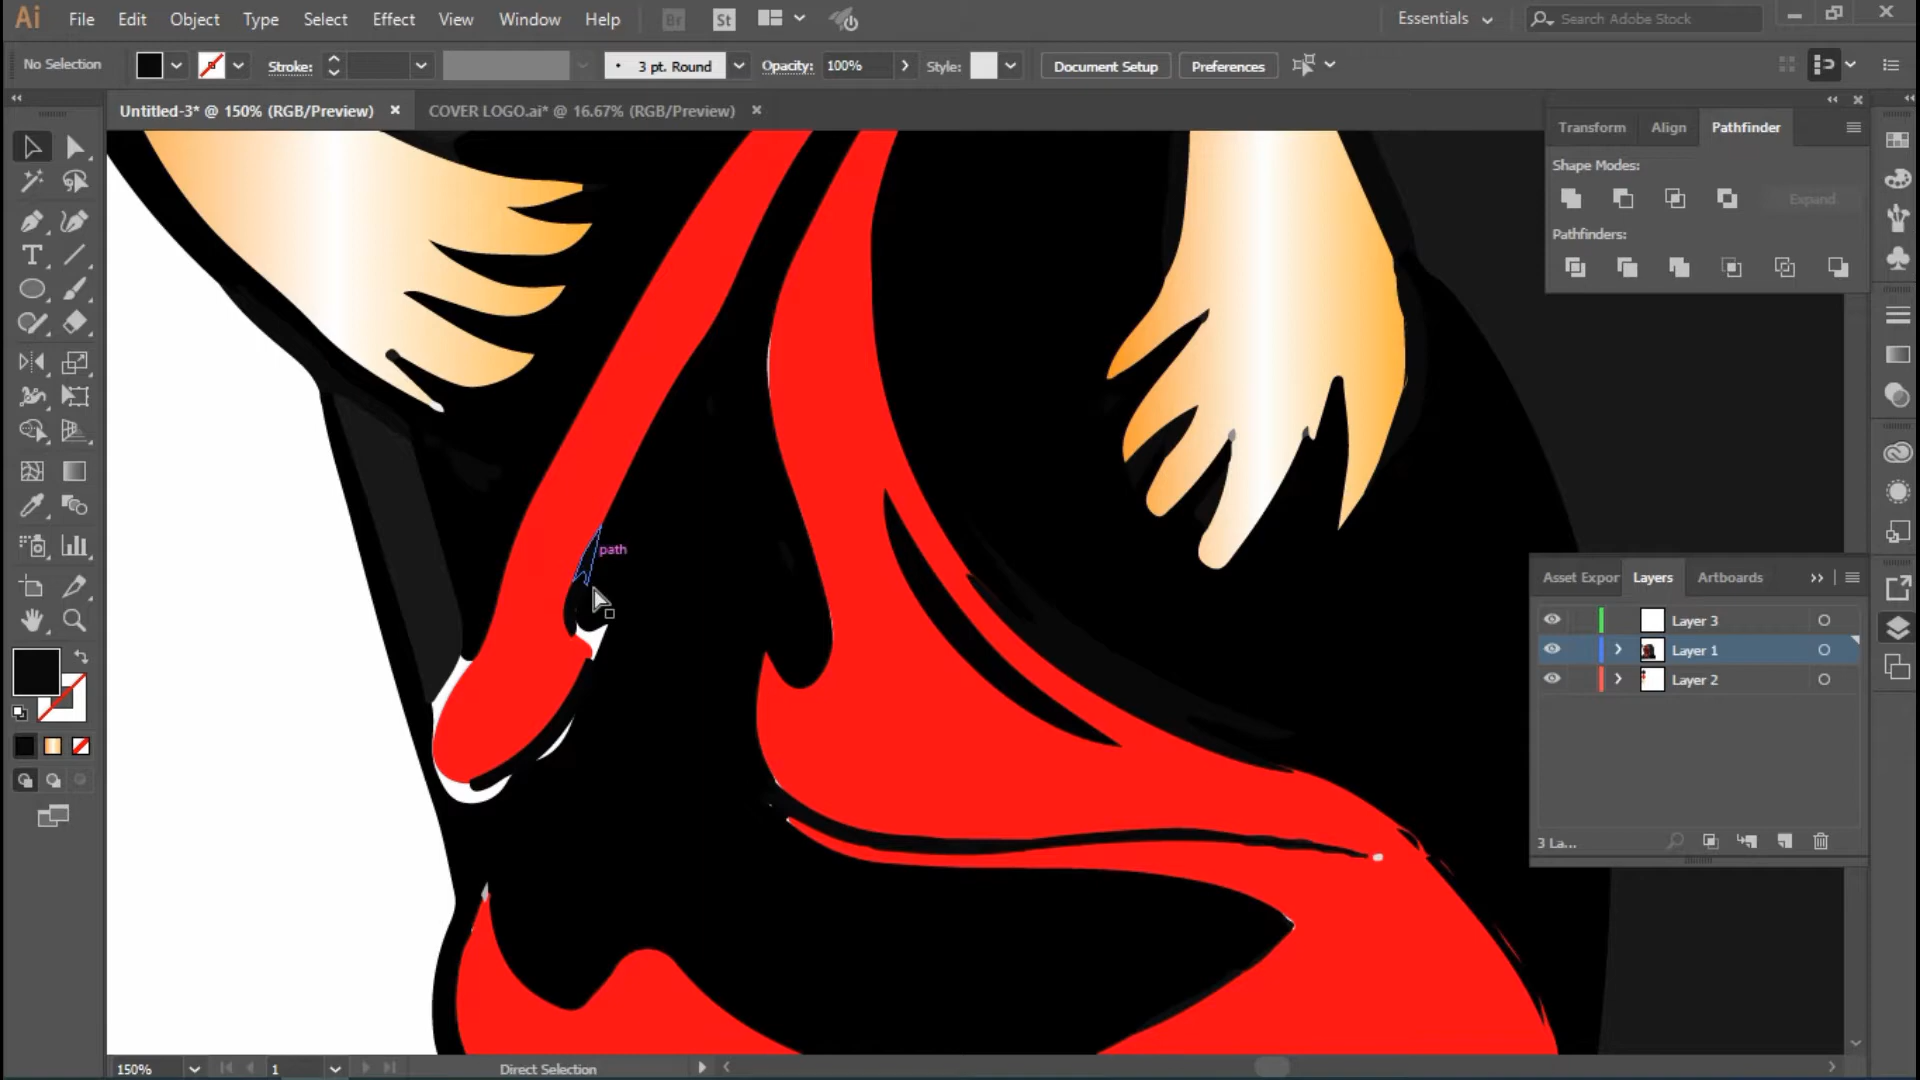 Ai File Edit Object Type Select Effect View Window Help Br St Essentials Search Adobe Stock
No Selection Stroke: 3 pt. Round Opacity: 100% Style: Document Setup Preferences
Untitled-3* @ 150% (RGB/Preview) COVER LOGO.ai* @ 16.67% (RGB/Preview)
Transform Align Pathfinder
Shape Modes:
Expand
Pathfinders:
path
Asset Expor Layers Artboards
Layer 3
Layer 1
Layer 2
3 La...
150% 1 Direct Selection